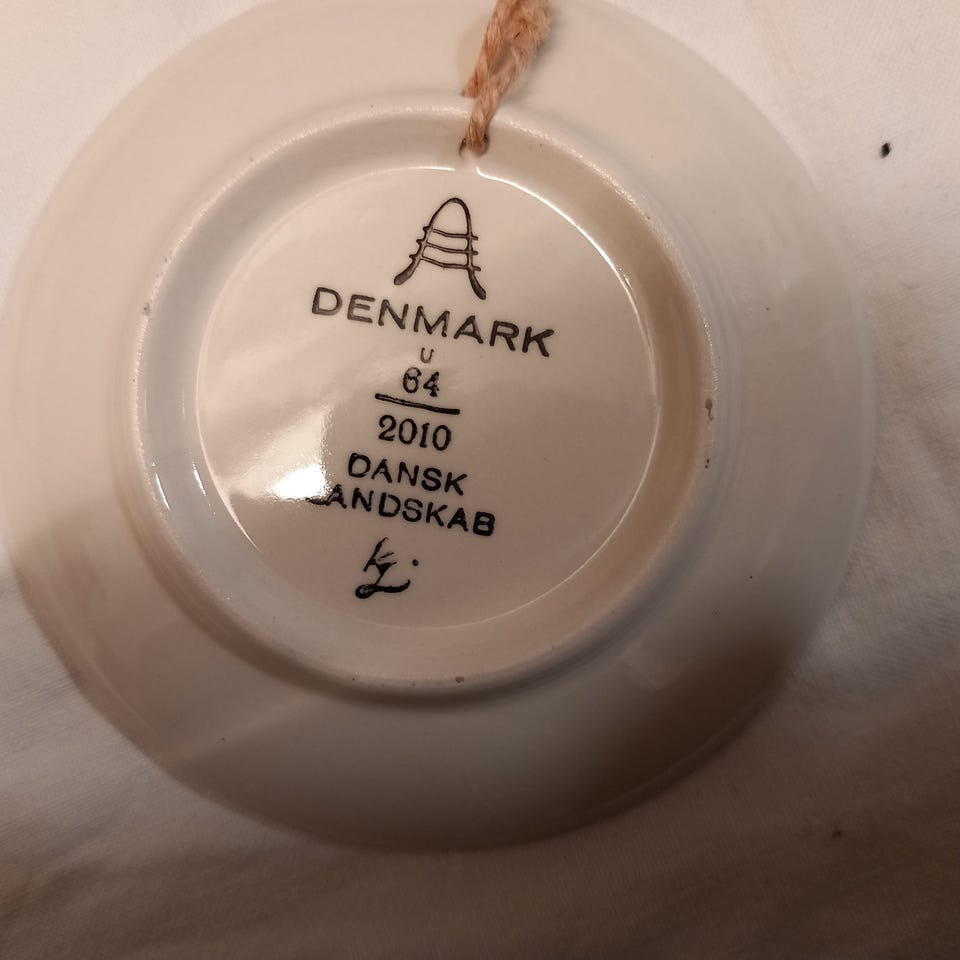 DENMARK
u
64
2010
DANSK
LANDSKAB